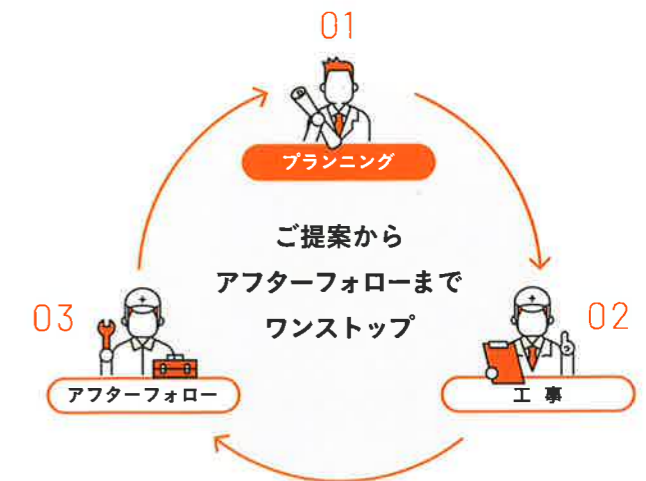 01
プランニング
ご提案から
アフターフォローまで
ワンストップ
03
02
アフターフォロー
工 事